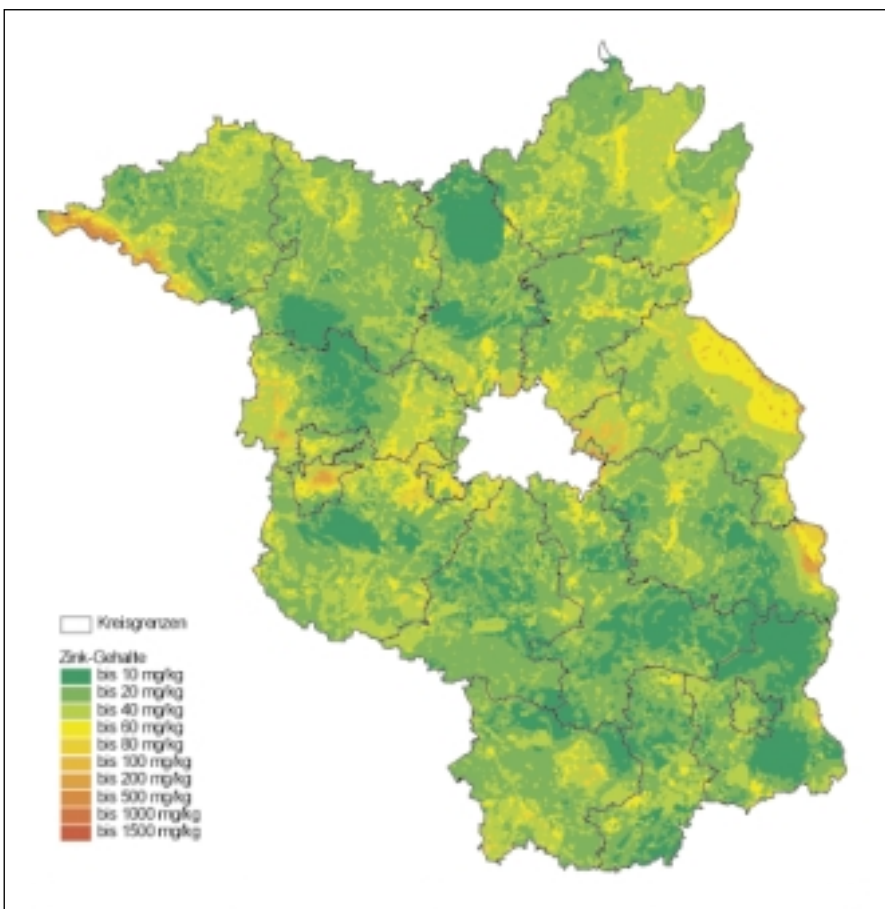 Kreisgrenzen
Zink-Gehalte
bis 10 mg/kg
bis 20 mg/kg
bis 40 mg/kg
bis 60 mg/kg
bis 80 mg/kg
bis 100 mg/kg
bis 200 mg/kg
bis 500 mg/kg
bis 1000 mg/kg
bis 1500 mg/kg